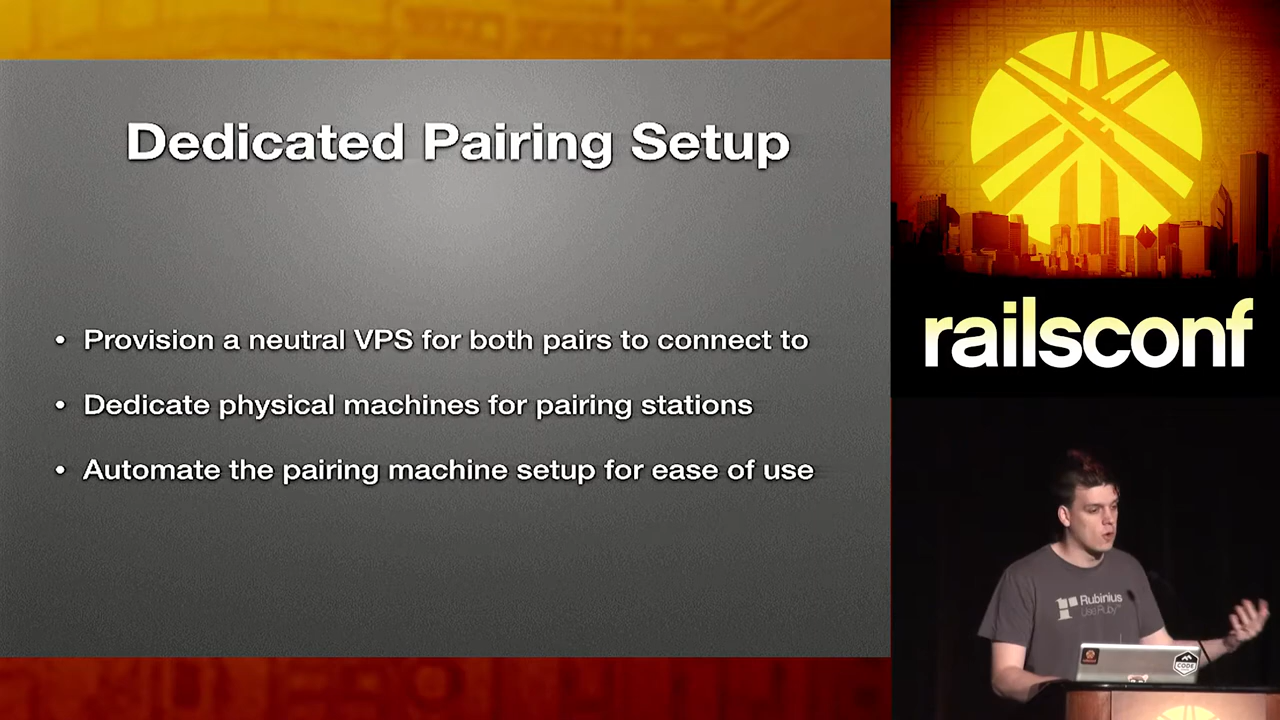 Dedicated Pairing Setup
• Provision a neutral VPS for both pairs to connect to
• Dedicate physical machines for pairing stations
• Automate the pairing machine setup for ease of use
railsconf
Rubinius
Use Ruby
CODE